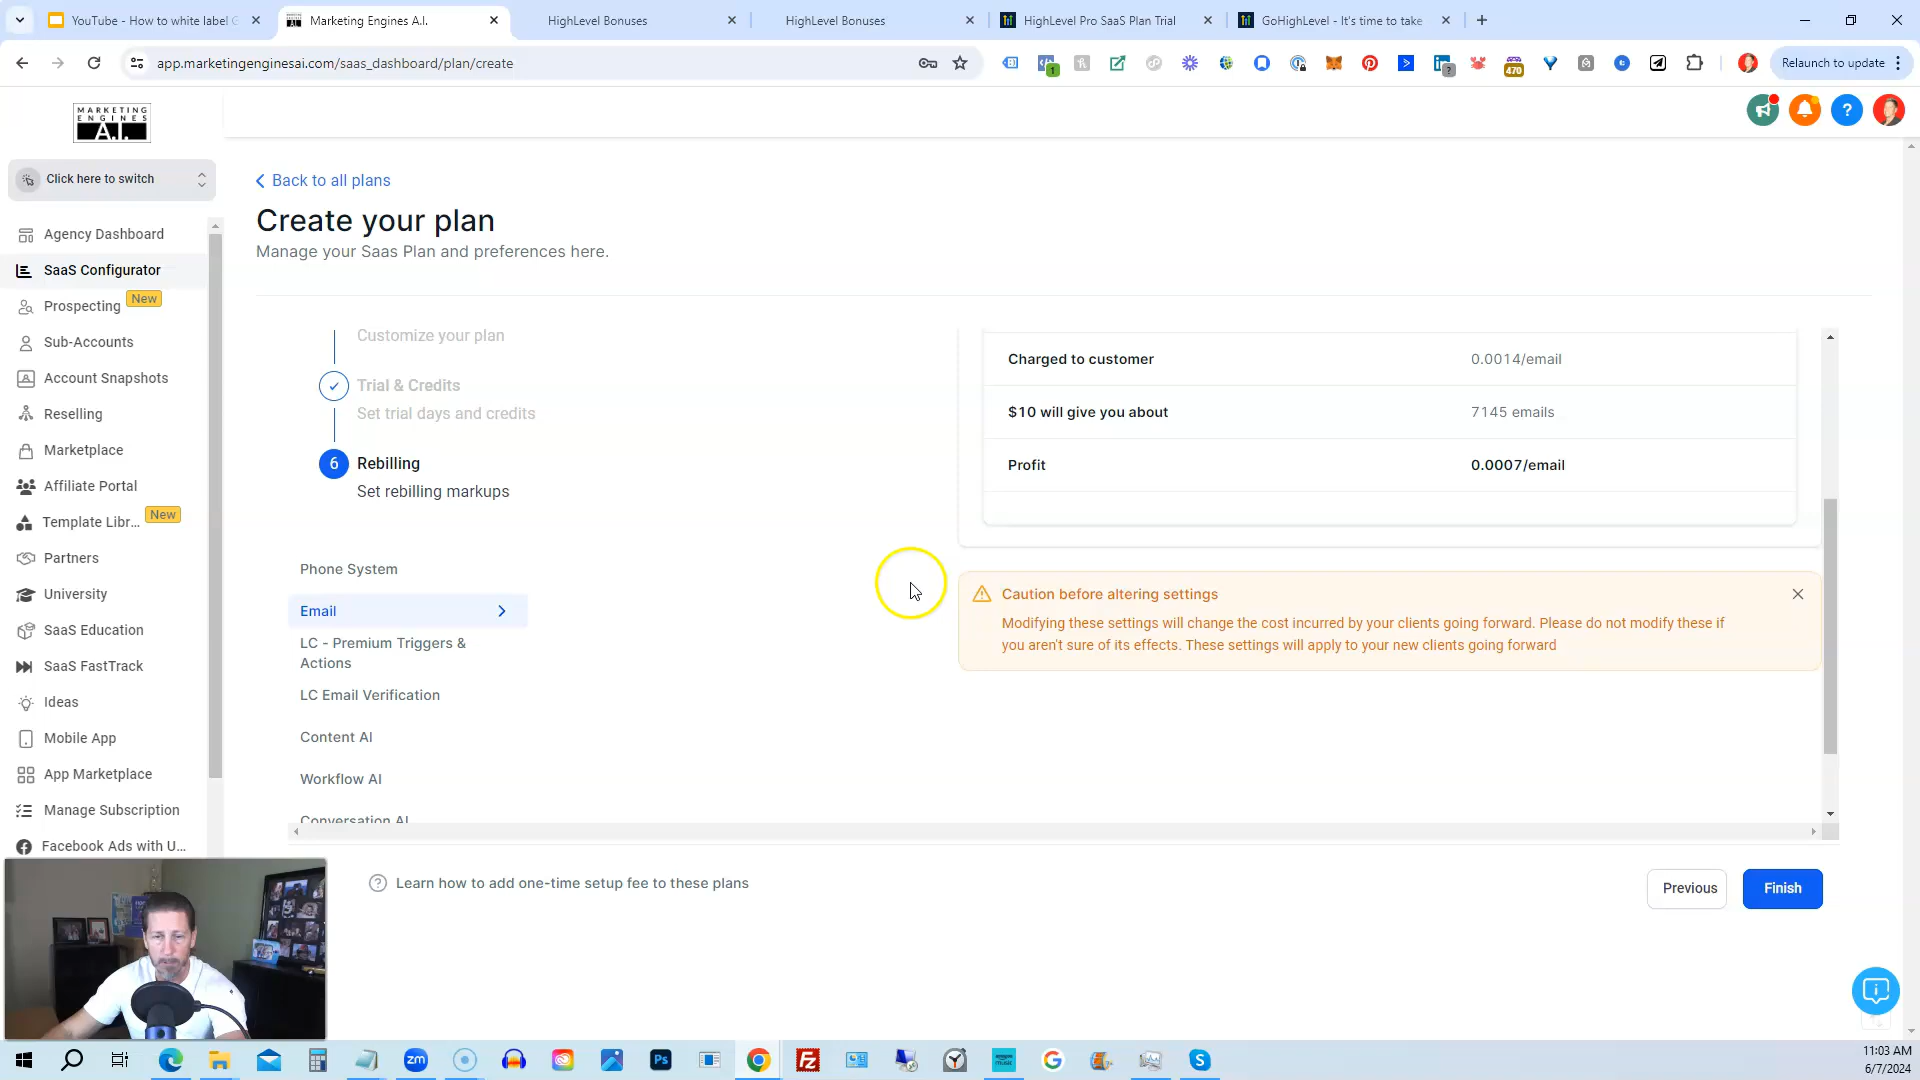 YouTube - How to white label G
Marketing Engines A.I.
HighLevel Bonuses
HighLevel Bonuses
HighLevel Pro SaaS Plan Trial
GoHighLevel - It's time to take
app.marketingenginesai.com/saas_dashboard/plan/create
1
?
470
Relaunch to update
MARKETING
ENGINES
A.I.
Click here to switch
Agency Dashboard
SaaS Configurator
Prospecting
New
Sub-Accounts
Account Snapshots
Reselling
Marketplace
Affiliate Portal
Template Libr...
New
Partners
University
SaaS Education
SaaS FastTrack
Ideas
Mobile App
App Marketplace
Manage Subscription
Facebook Ads with U...
?
Back to all plans
Create your plan
Manage your Saas Plan and preferences here.
Customize your plan
Trial & Credits
Set trial days and credits
6
Rebilling
Set rebilling markups
Phone System
Email
LC - Premium Triggers &
Actions
LC Email Verification
Content AI
Workflow AI
Conversation AI
Charged to customer
0.0014/email
$10 will give you about
7145 emails
Profit
0.0007/email
Caution before altering settings
Modifying these settings will change the cost incurred by your clients going forward. Please do not modify these if
you aren't sure of its effects. These settings will apply to your new clients going forward
? Learn how to add one-time setup fee to these plans
Previous
Finish
zm
Ps
Fz
music
G
S
11:03 AM
6/7/2024